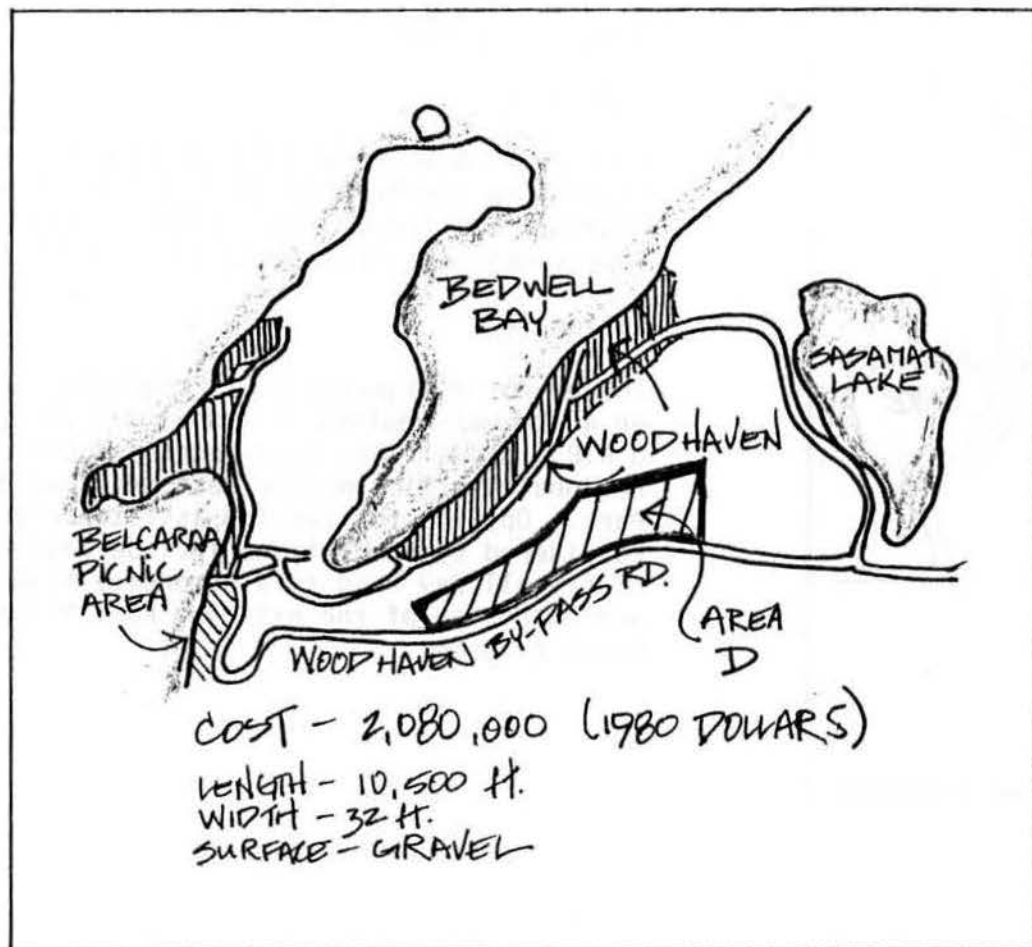 BEDWELL
BAY
SASAMAT
LAKE
WOODHAVEN
BELCARAA
PICNIC
AREA
WOODHAVEN BY-PASS RD.
AREA
D
COST - 2,080,000 (1980 DOLLARS)
LENGTH - 10,500 ft.
WIDTH - 32 ft.
SURFACE - GRAVEL